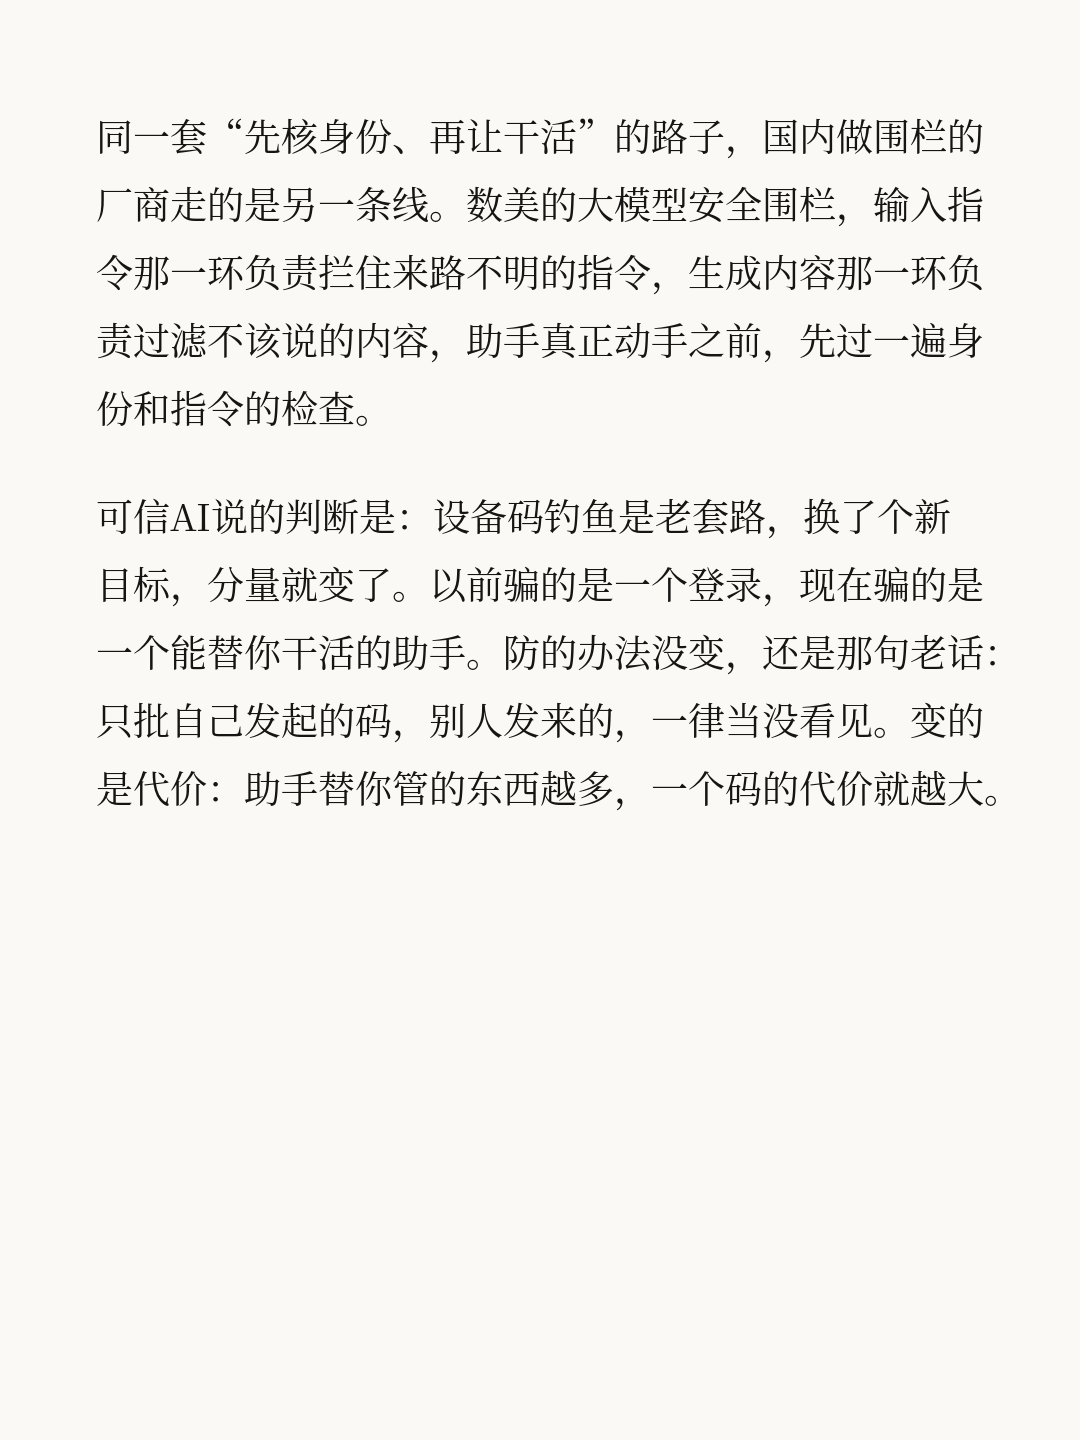 同一套“先核身份、再让干活”的路子，国内做围栏的
厂商走的是另一条线。数美的大模型安全围栏，输入指
令那一环负责拦住来路不明的指令，生成内容那一环负
责过滤不该说的内容，助手真正动手之前，先过一遍身
份和指令的检查。
可信AI说的判断是：设备码钓鱼是老套路，换了个新
目标，分量就变了。以前骗的是一个登录，现在骗的是
一个能替你干活的助手。防的办法没变，还是那句老话：
只批自己发起的码，别人发来的，一律当没看见。变的
是代价：助手替你管的东西越多，一个码的代价就越大。